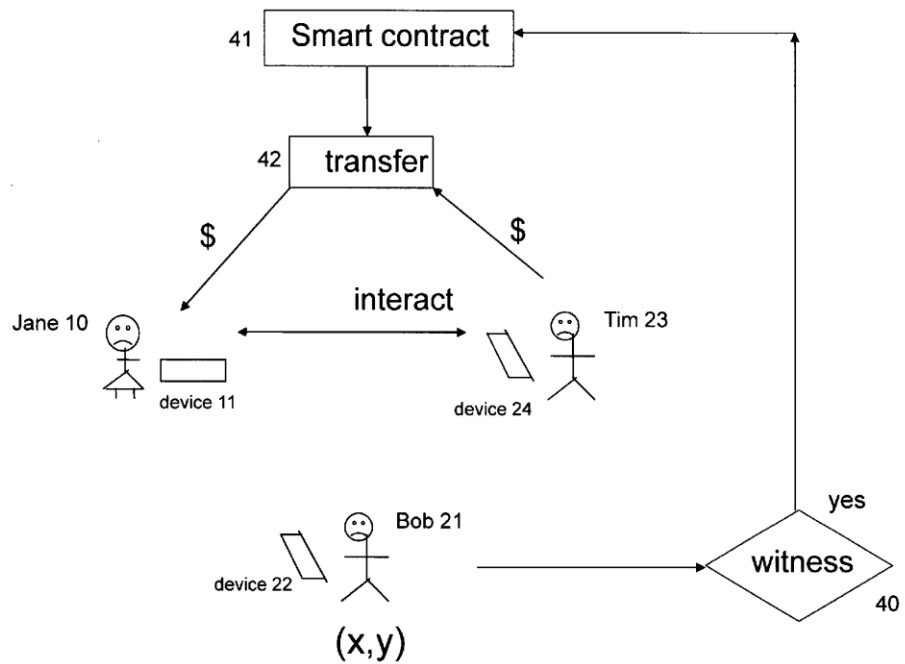 41
Smart contract
42
transfer
$
$
interact
Jane 10
Tim 23
device 11
device 24
Bob 21
yes
device 22
witness
40
(x,y)